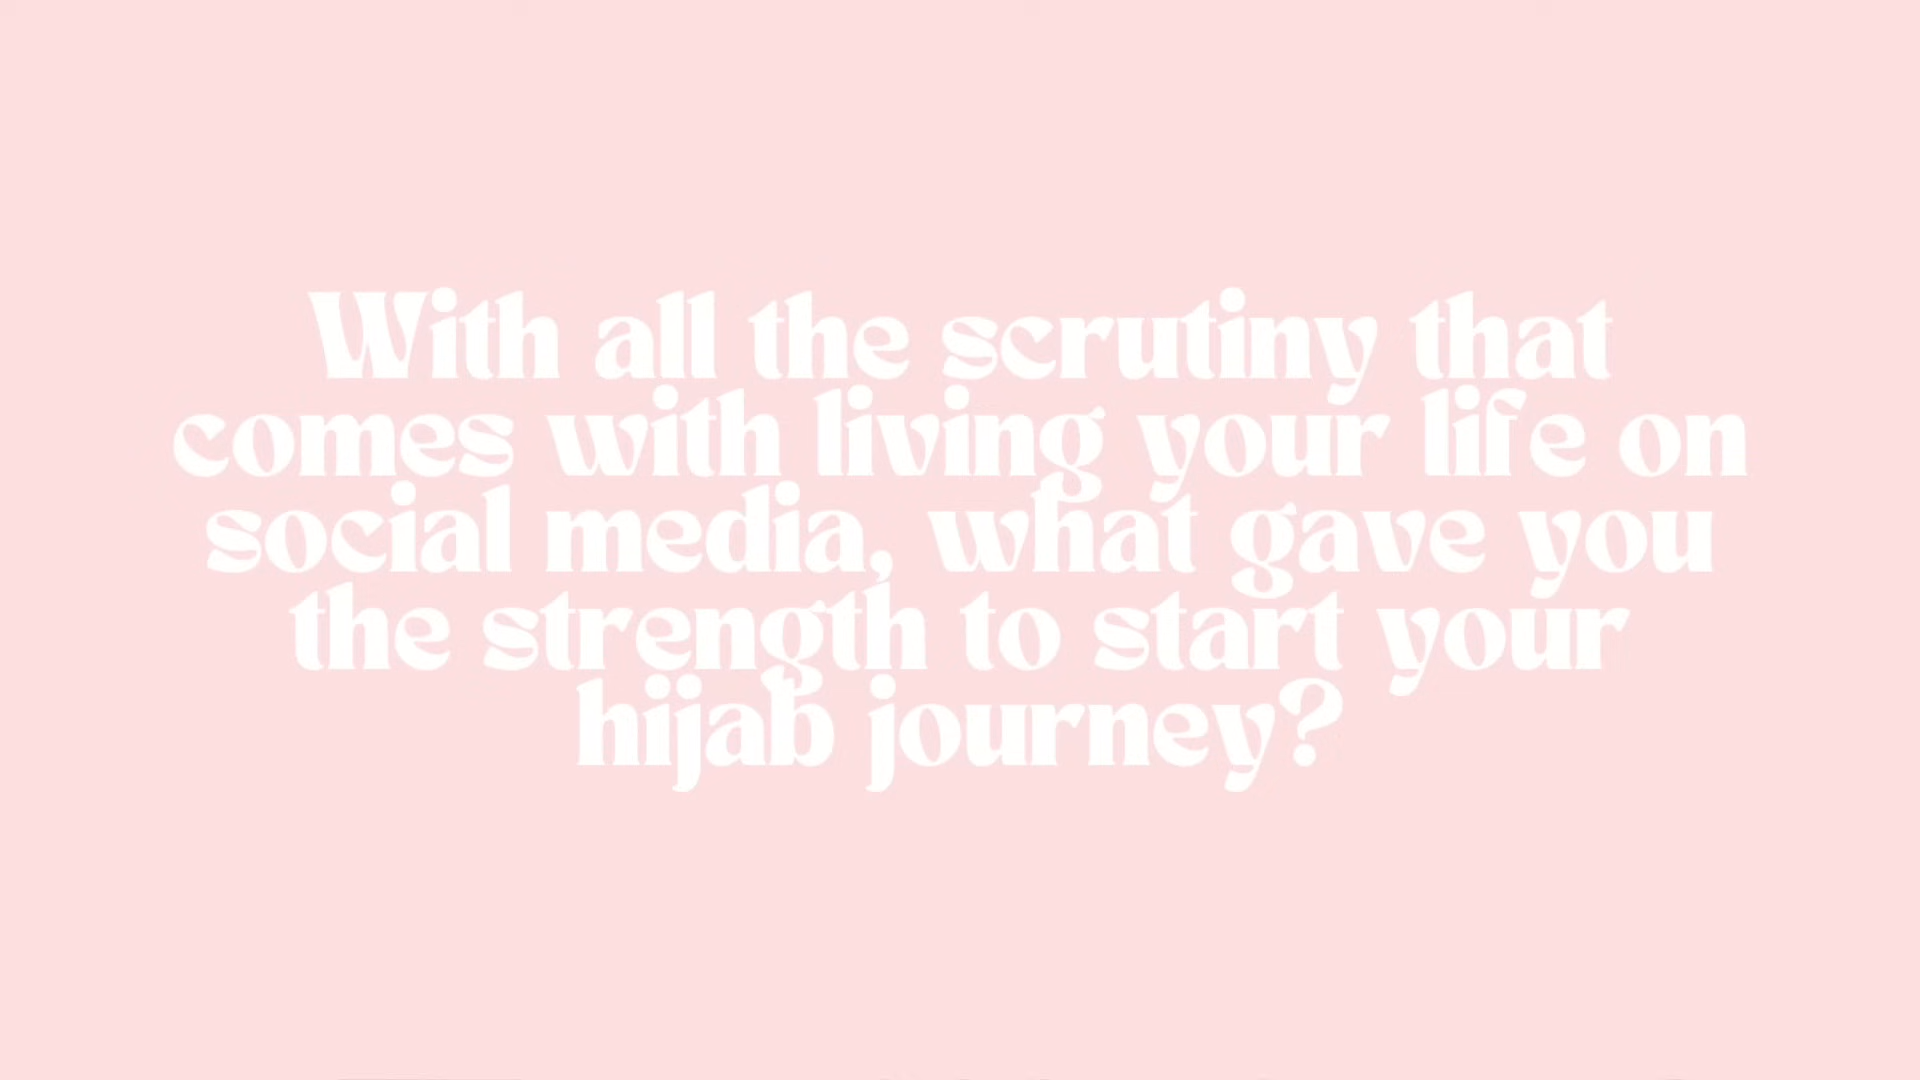 With all the scrutiny that
comes with living your life on
social media, what gave you
the strength to start your
hijab journey?